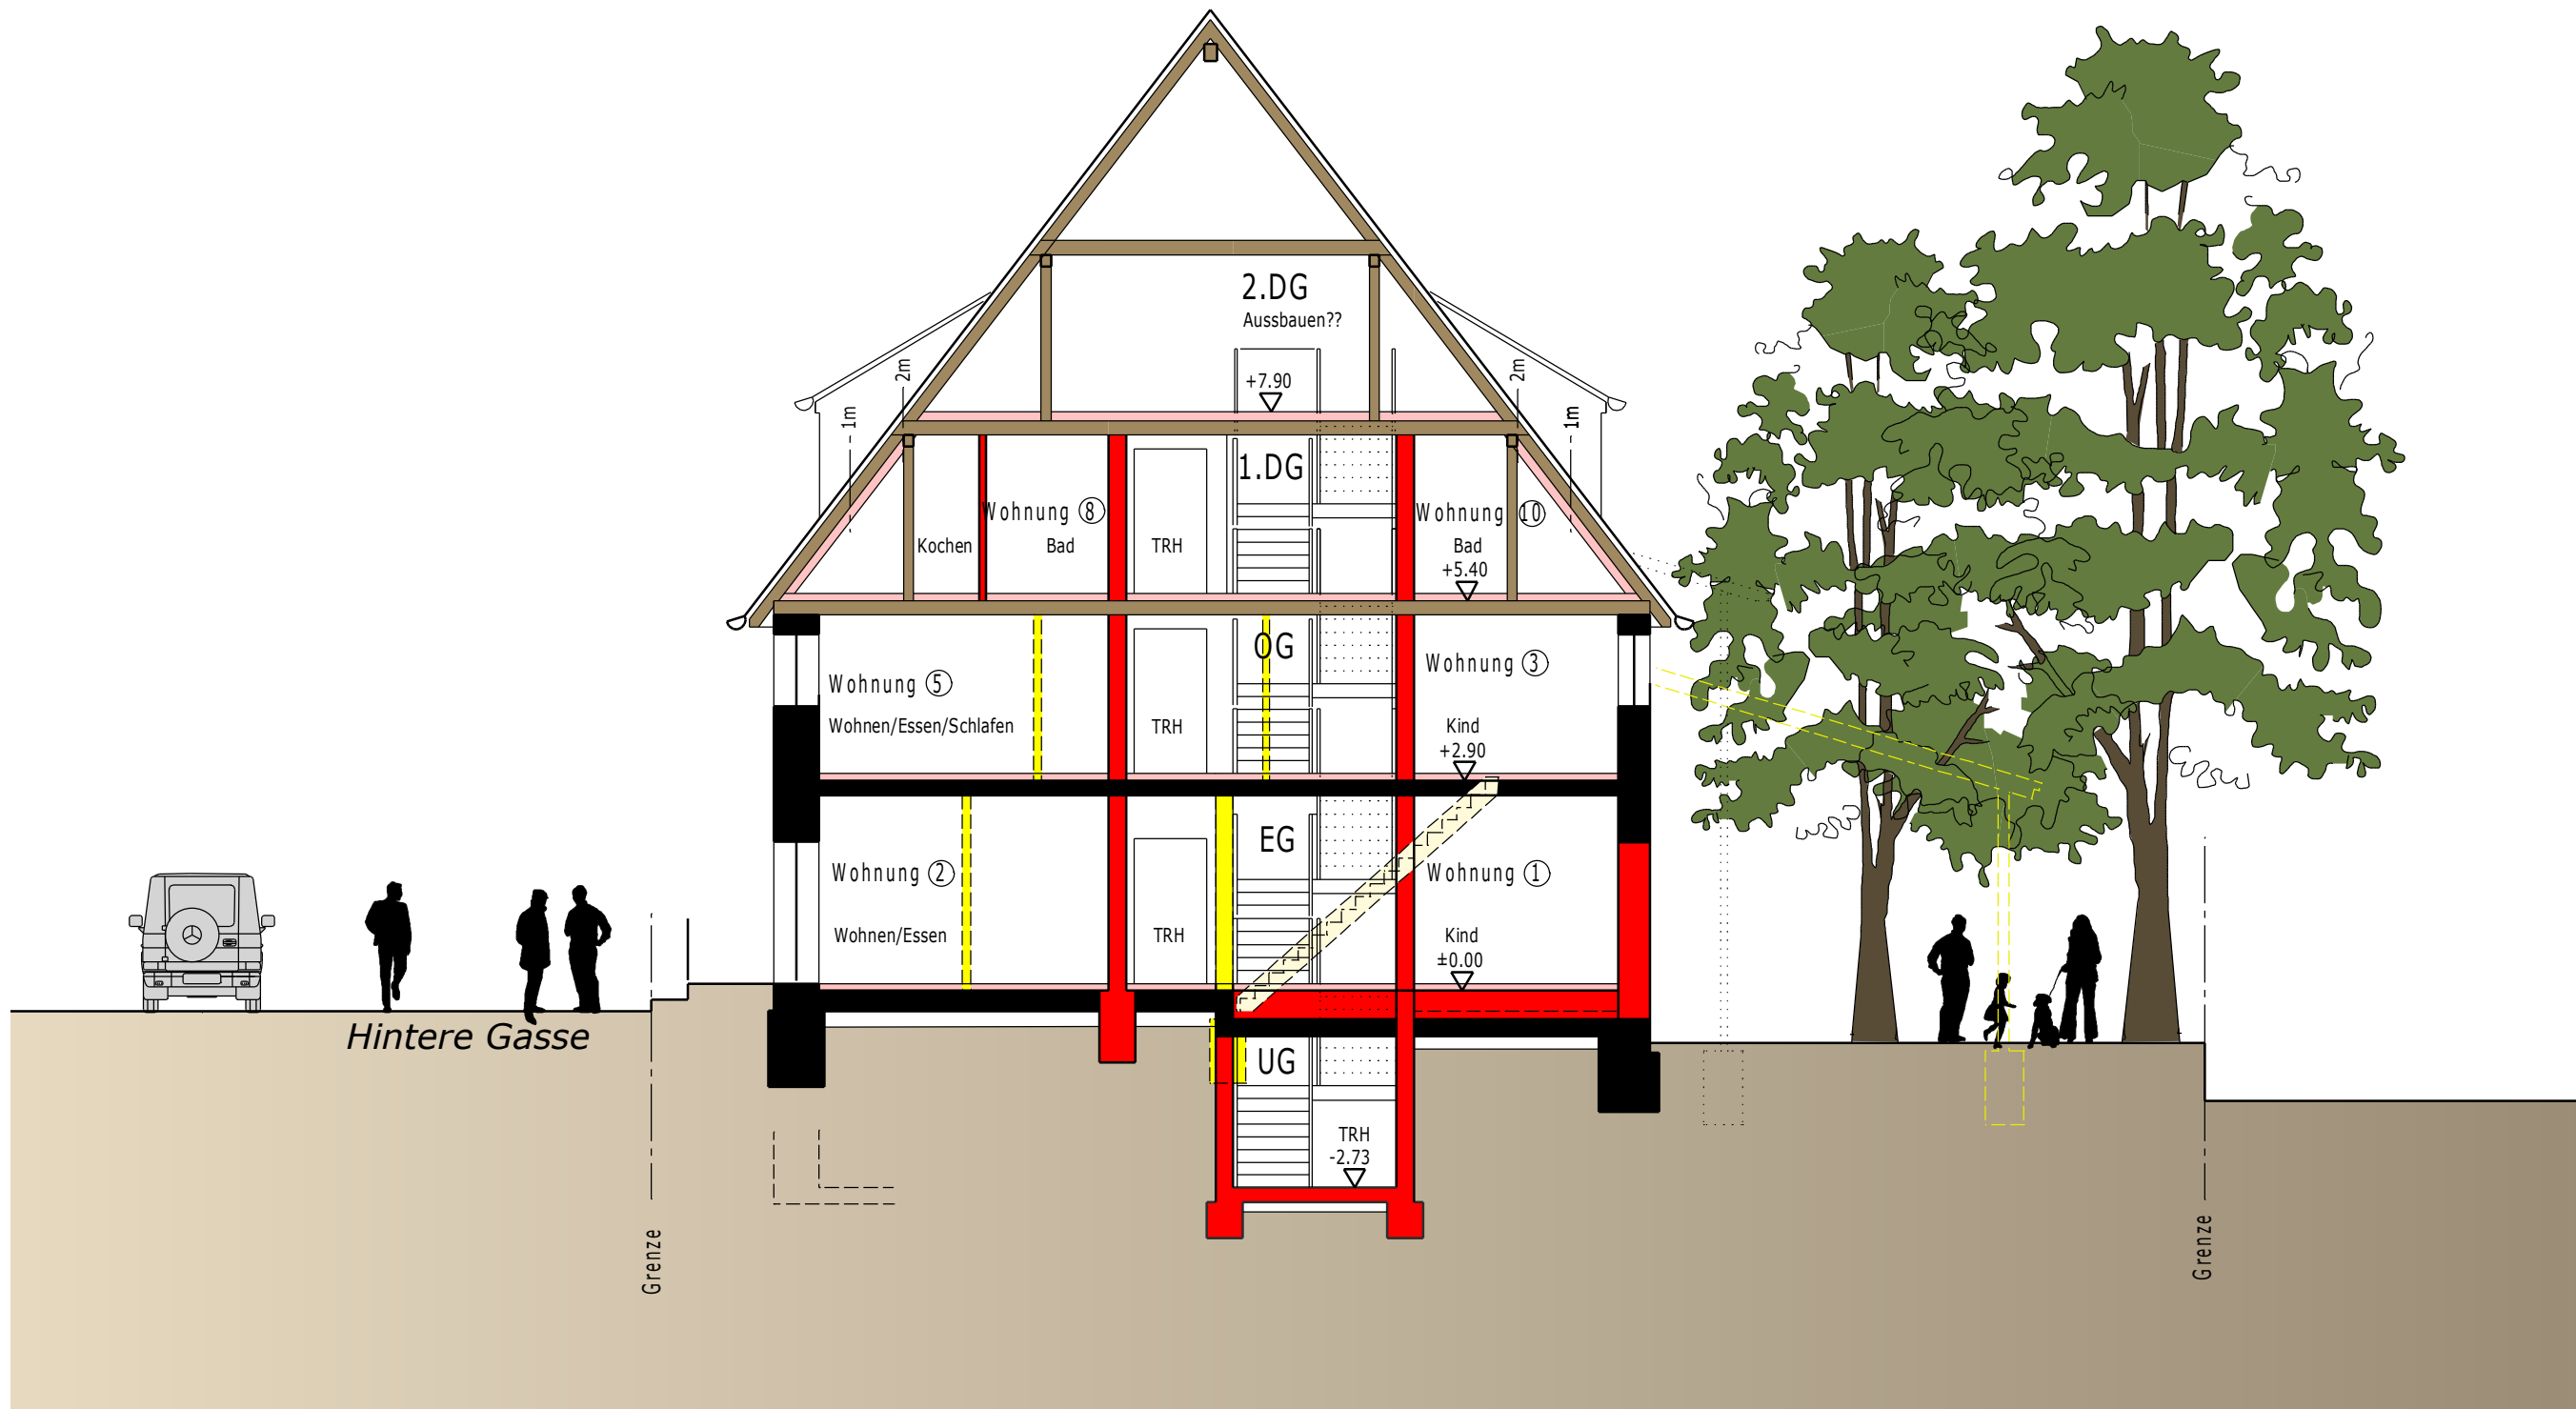 2.DG
Aussbauen??
+7.90
2m
2m
1m
1m
1.DG
Wohnung 8
Wohnung 10
Kochen
Bad
TRH
Bad
+5.40
OG
Wohnung 3
Wohnung 5
Wohnen/Essen/Schlafen
TRH
Kind
+2.90
EG
Wohnung 2
Wohnung 1
Wohnen/Essen
TRH
Kind
±0.00
Hintere Gasse
UG
TRH
-2.73
Grenze
Grenze